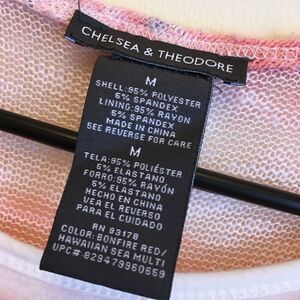 CHELSEA & THEODORE
M
SHELL:95% POLYESTER
5% SPANDEX
LINING:95% RAYON
5% SPANDEX
MADE IN CHINA
SEE REVERSE FOR CARE
M
TELA:95% POLIÉSTER
5% ELASTANO
FORRO:95% RAYÓN
5% ELASTANO
HECHO EN CHINA
VEA EL REVERSO
PARA EL CUIDADO
RN 93178
COLOR: BONFIRE RED/
HAWAIIAN SEA MULTI
UPC#:829479960659